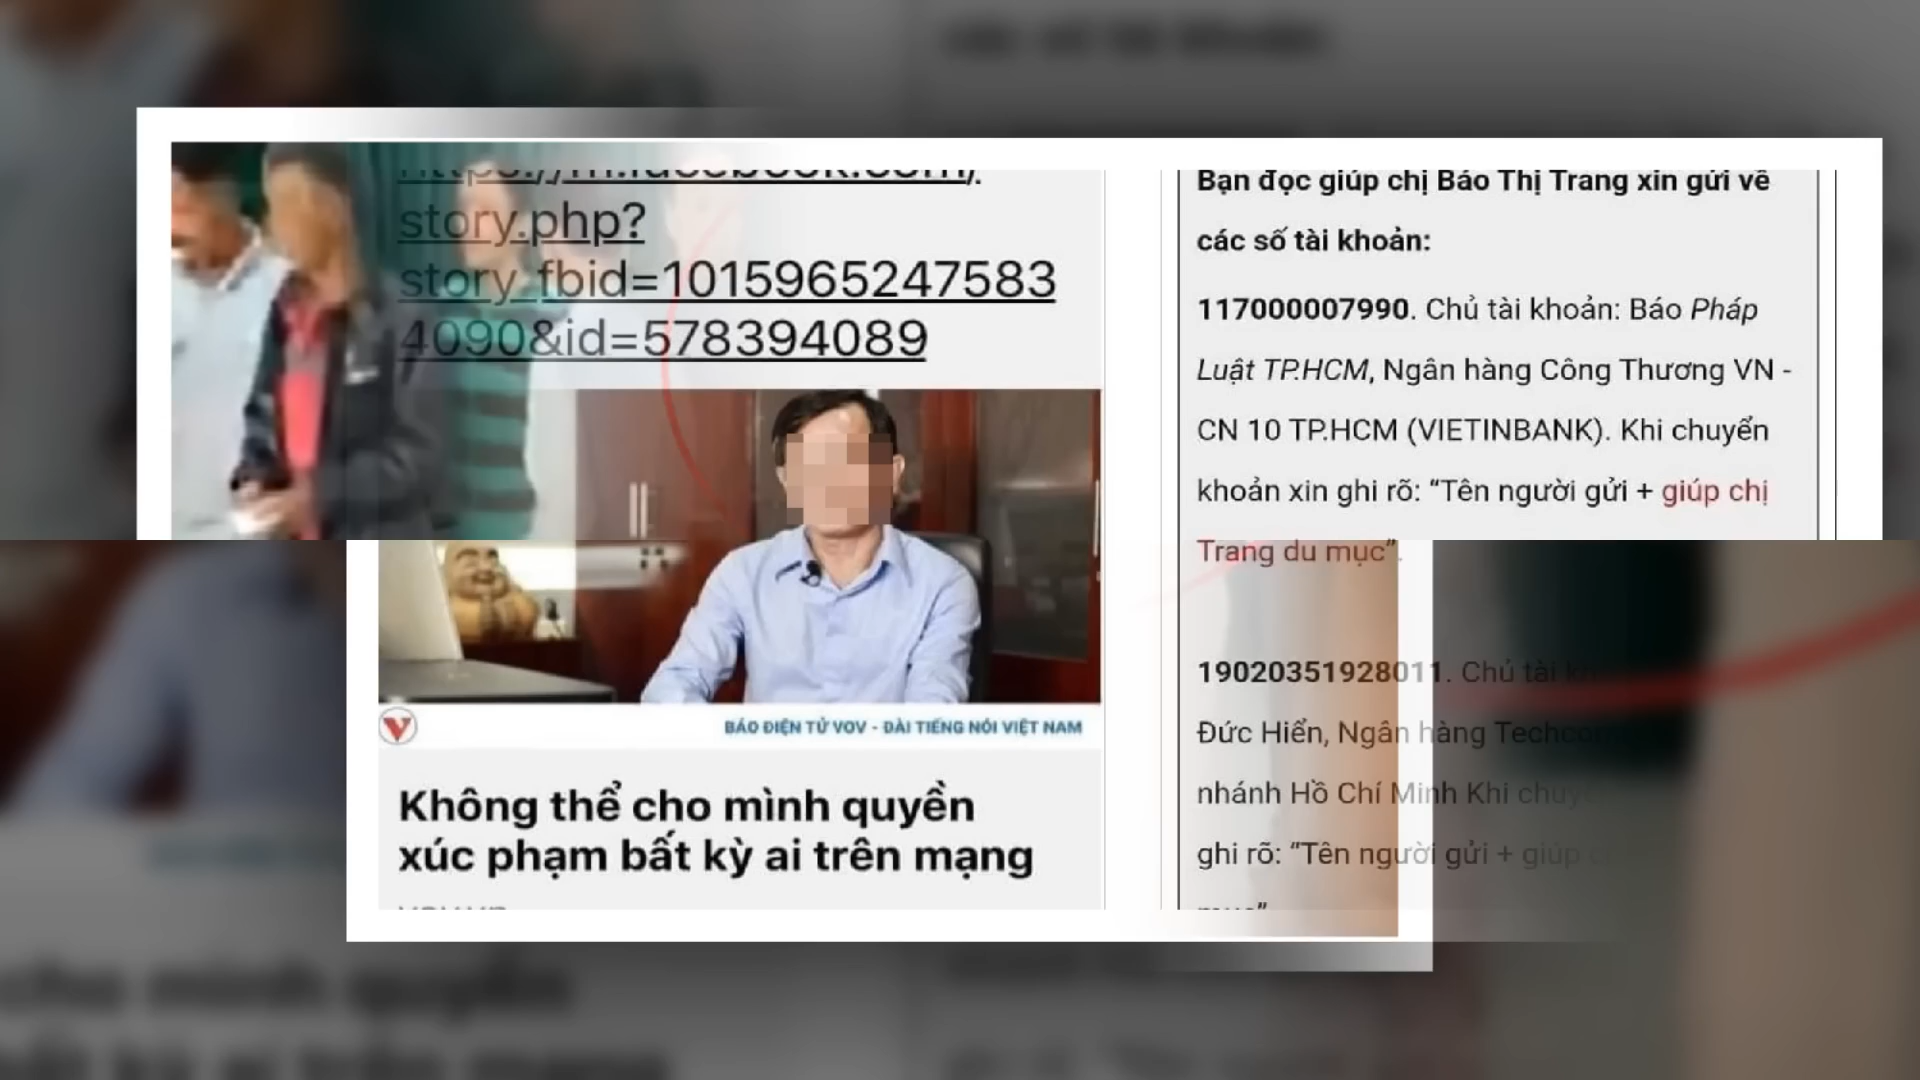 https://m.facebook.com/
story.php?
story_fbid=1015965247583
4090&id=578394089
BÁO ĐIỆN TỬ VOV - ĐÀI TIẾNG NÓI VIỆT NAM
Không thể cho mình quyền
xúc phạm bất kỳ ai trên mạng
Bạn đọc giúp chị Báo Thị Trang xin gửi về
các số tài khoản:
117000007990. Chủ tài khoản: Báo Pháp
Luật TP.HCM, Ngân hàng Công Thương VN -
CN 10 TP.HCM (VIETINBANK). Khi chuyển
khoản xin ghi rõ: “Tên người gửi + giúp chị
Trang du mục”.
19020351928011. Chủ tài
Đức Hiển, Ngân hàng
nhánh Hồ Chí Minh Khi chuyển
ghi rõ: “Tên người gửi + giúp